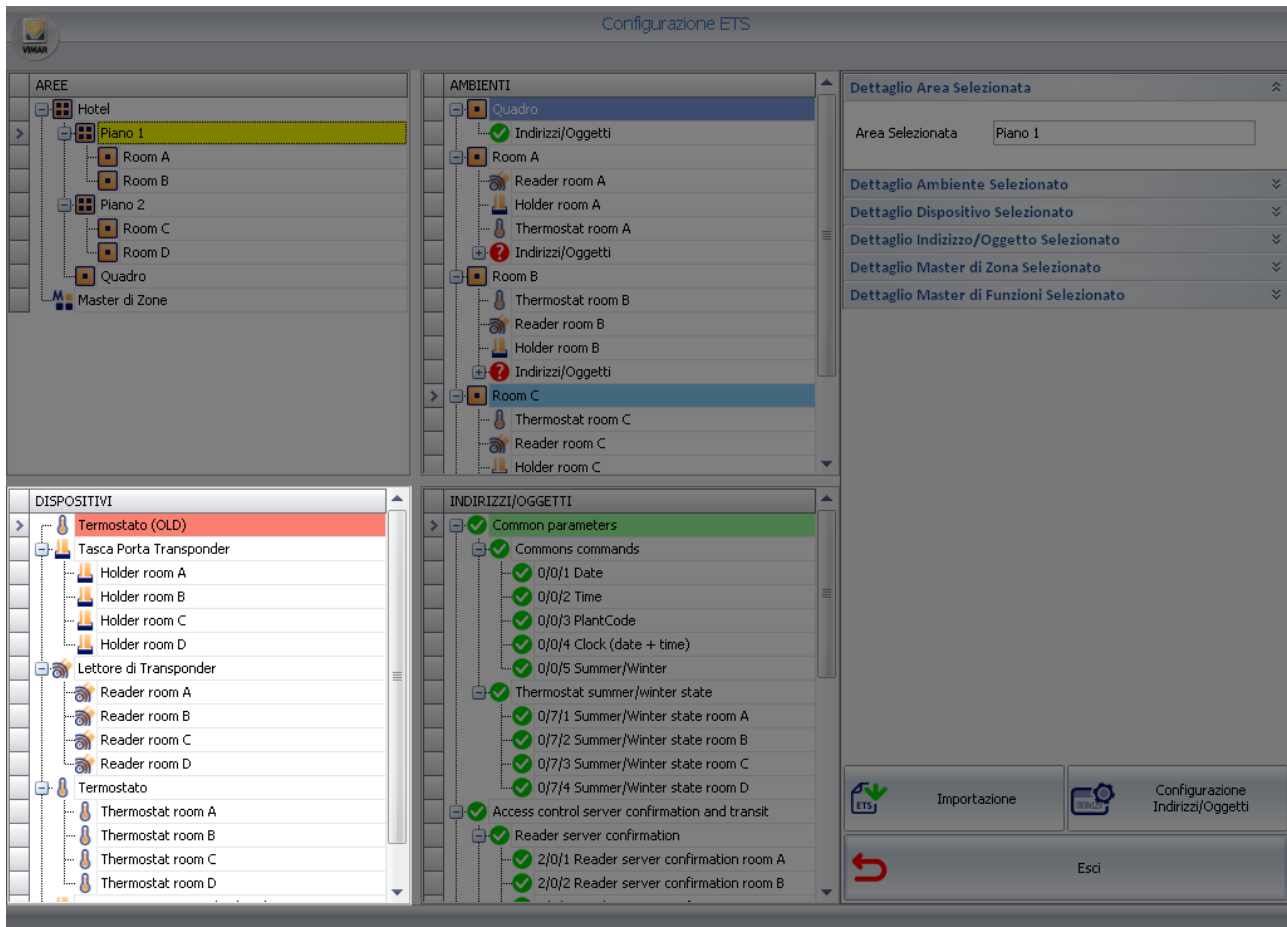 Configurazione ETS
VIMAR
AREE
Hotel
Piano 1
Room A
Room B
Piano 2
Room C
Room D
Quadro
Master di Zone
AMBIENTI
Quadro
Indirizzi/Oggetti
Room A
Reader room A
Holder room A
Thermostat room A
Indirizzi/Oggetti
Room B
Thermostat room B
Reader room B
Holder room B
Indirizzi/Oggetti
Room C
Thermostat room C
Reader room C
Holder room C
Dettaglio Area Selezionata
Area Selezionata Piano 1
Dettaglio Ambiente Selezionato
Dettaglio Dispositivo Selezionato
Dettaglio Indizizzo/Oggetto Selezionato
Dettaglio Master di Zona Selezionato
Dettaglio Master di Funzioni Selezionato
DISPOSITIVI
Termostato (OLD)
Tasca Porta Transponder
Holder room A
Holder room B
Holder room C
Holder room D
Lettore di Transponder
Reader room A
Reader room B
Reader room C
Reader room D
Termostato
Thermostat room A
Thermostat room B
Thermostat room C
Thermostat room D
INDIRIZZI/OGGETTI
Common parameters
Commons commands
0/0/1 Date
0/0/2 Time
0/0/3 PlantCode
0/0/4 Clock (date + time)
0/0/5 Summer/Winter
Thermostat summer/winter state
0/7/1 Summer/Winter state room A
0/7/2 Summer/Winter state room B
0/7/3 Summer/Winter state room C
0/7/4 Summer/Winter state room D
Access control server confirmation and transit
Reader server confirmation
2/0/1 Reader server confirmation room A
2/0/2 Reader server confirmation room B
ETS
Importazione
Configurazione
Indirizzi/Oggetti
Esci